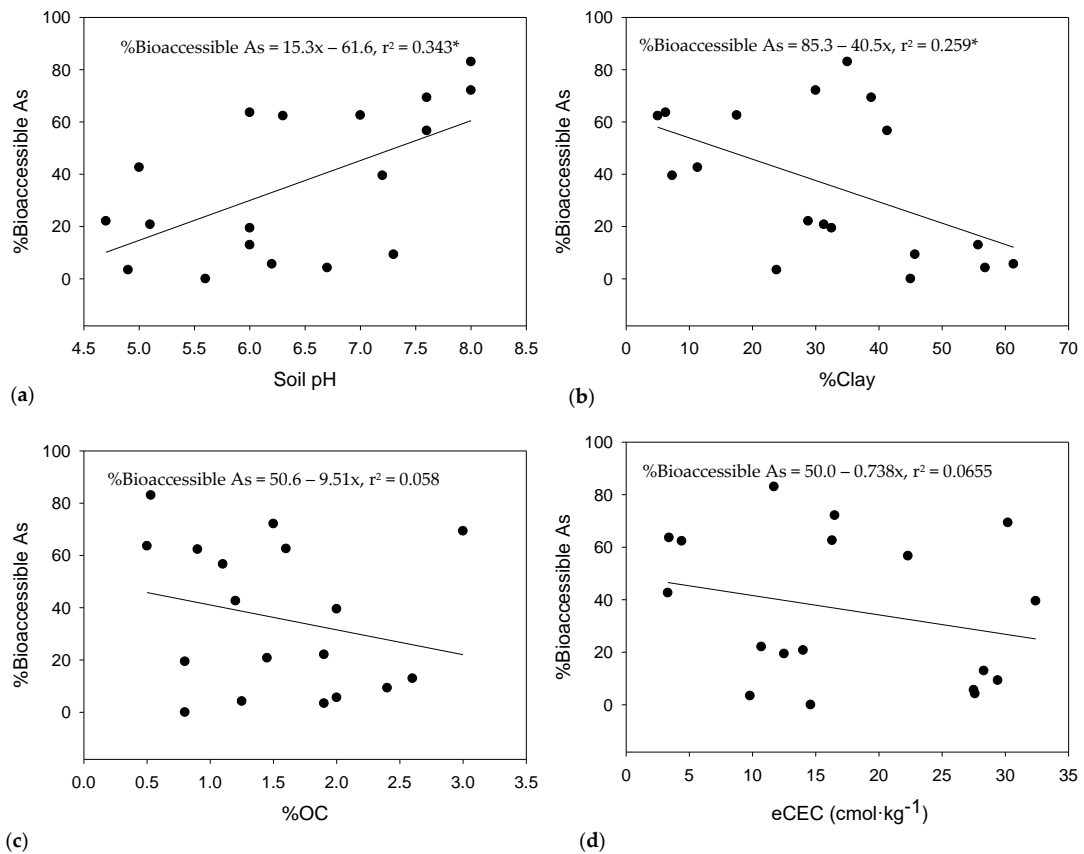 %Bioaccessible As = 15.3x – 61.6, r² = 0.343*
%Bioaccessible As
100
80
60
40
20
0
4.5 5.0 5.5 6.0 6.5 7.0 7.5 8.0 8.5
Soil pH
(a)
%Bioaccessible As = 85.3 – 40.5x, r² = 0.259*
%Bioaccessible As
100
80
60
40
20
0
0 10 20 30 40 50 60 70
%Clay
(b)
%Bioaccessible As = 50.6 – 9.51x, r² = 0.058
%Bioaccessible As
100
80
60
40
20
0
0.0 0.5 1.0 1.5 2.0 2.5 3.0 3.5
%OC
(c)
%Bioaccessible As = 50.0 – 0.738x, r² = 0.0655
%Bioaccessible As
100
80
60
40
20
0
0 5 10 15 20 25 30 35
eCEC (cmol·kg⁻¹)
(d)